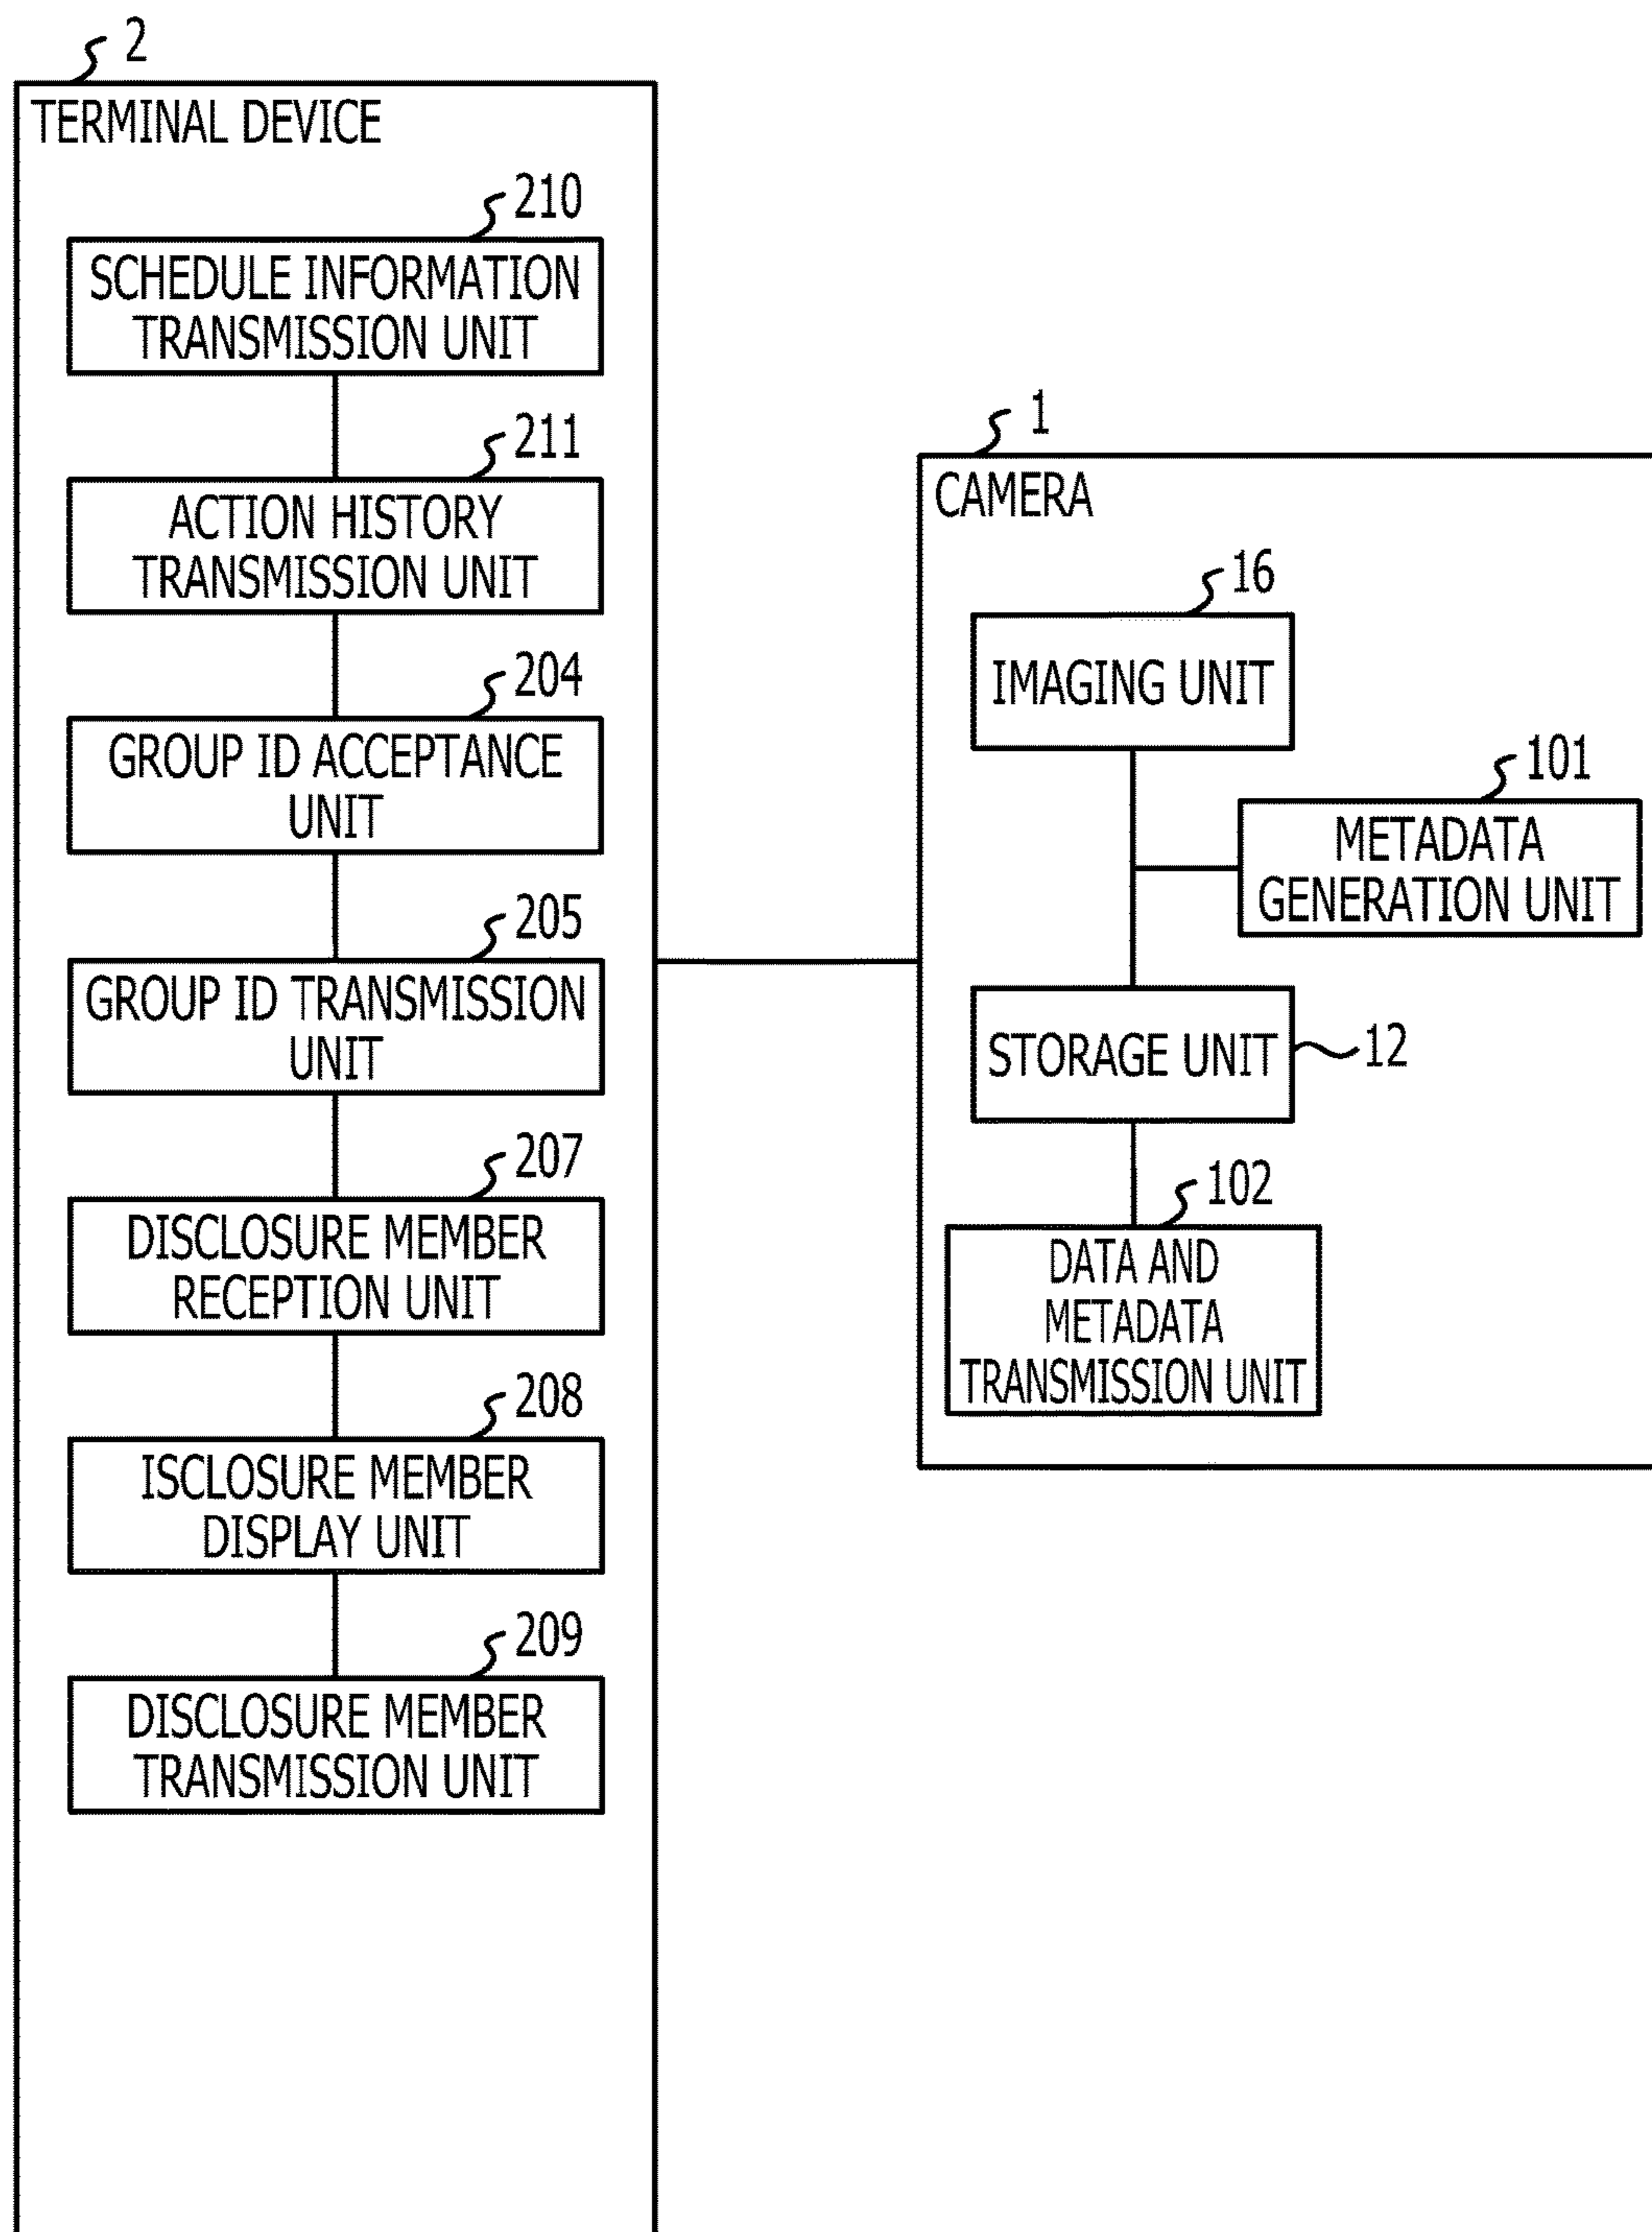 2
TERMINAL DEVICE
210
SCHEDULE INFORMATION
TRANSMISSION UNIT
211
ACTION HISTORY
TRANSMISSION UNIT
204
GROUP ID ACCEPTANCE
UNIT
205
GROUP ID TRANSMISSION
UNIT
207
DISCLOSURE MEMBER
RECEPTION UNIT
208
ISCLOSURE MEMBER
DISPLAY UNIT
209
DISCLOSURE MEMBER
TRANSMISSION UNIT
1
CAMERA
16
IMAGING UNIT
101
METADATA
GENERATION UNIT
STORAGE UNIT
12
102
DATA AND
METADATA
TRANSMISSION UNIT